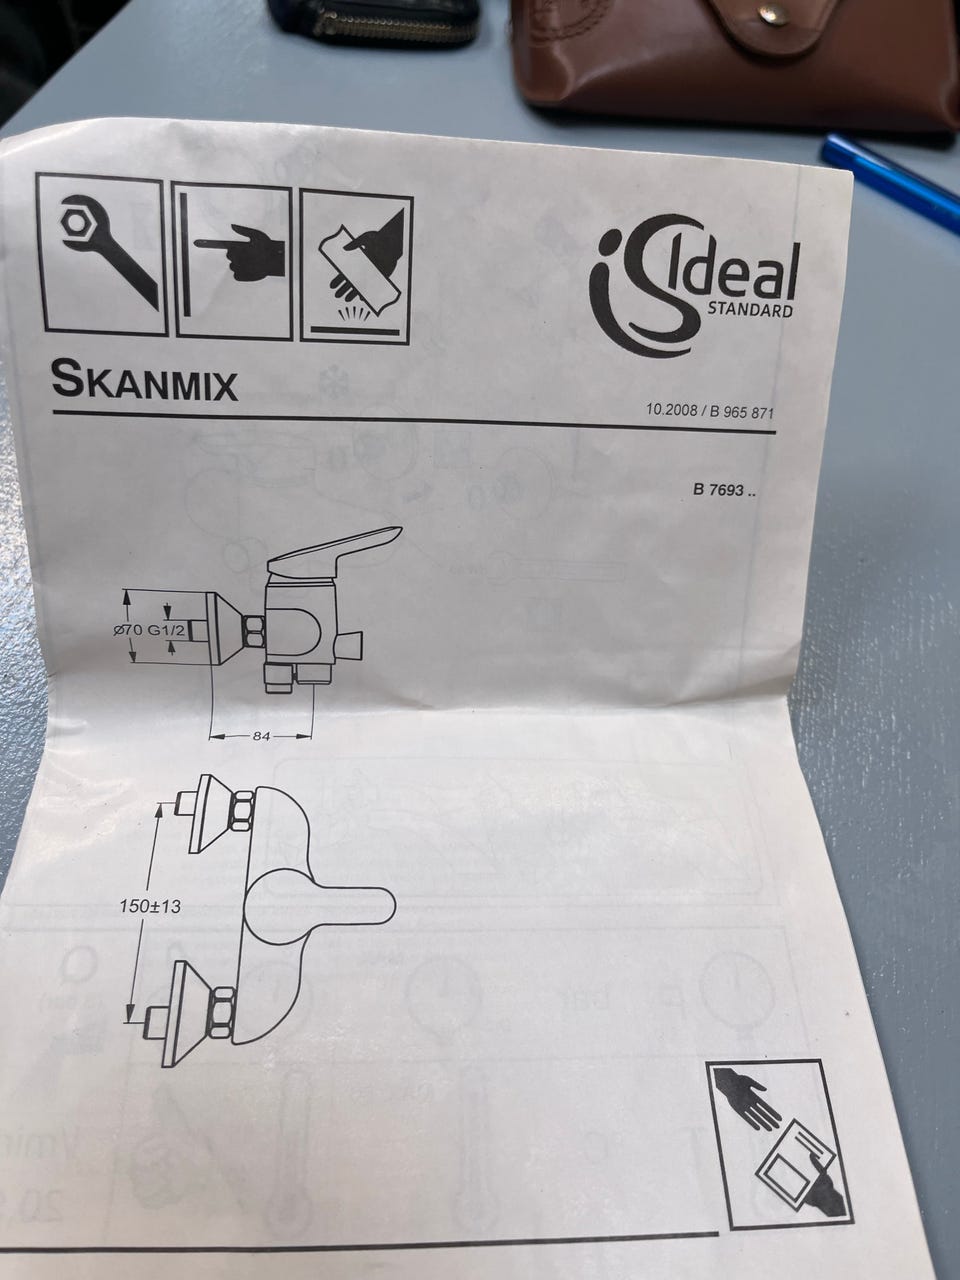 Ideal
STANDARD
SKANMIX
10.2008 / B 965 871
B 7693 ..
Ø70 G1/2
84
150±13